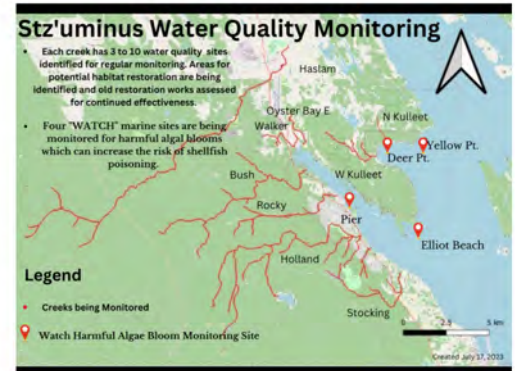 Stz'uminus Water Quality Monitoring
• Each creek has 3 to 10 water quality sites
identified for regular monitoring. Areas for
potential habitat restoration are being
identified and old restoration works assessed
for continued effectiveness.
• Four "WATCH" marine sites are being
monitored for harmful algal blooms
which can increase the risk of shellfish
poisoning.
Haslam
Oyster Bay E
Walker
N Kulleet
Yellow Pt.
Deer Pt.
Bush
W Kulleet
Rocky
Pier
Elliot Beach
Holland
Stocking
Legend
Creeks being Monitored
Watch Harmful Algae Bloom Monitoring Site
0 2.5 5 km
Created July 17, 2023